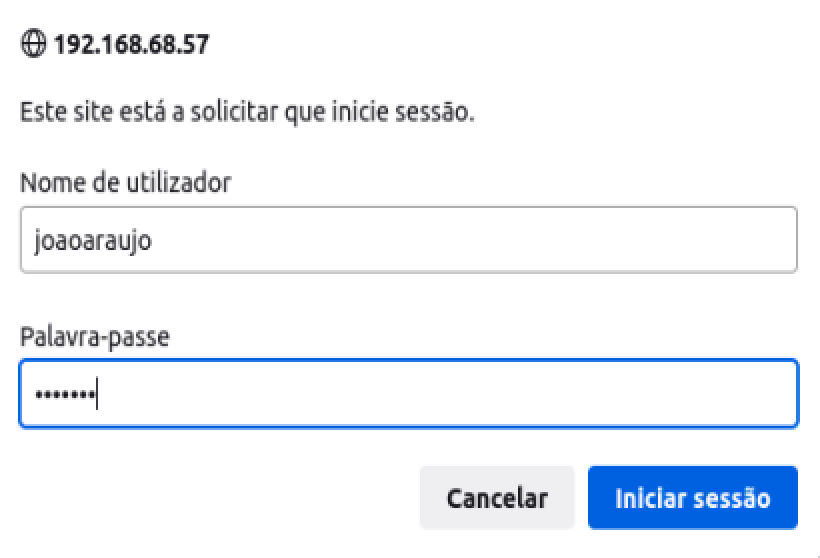 192.168.68.57
Este site está a solicitar que inicie sessão.
Nome de utilizador
joaoaraujo
Palavra-passe
•••••••
Cancelar Iniciar sessão